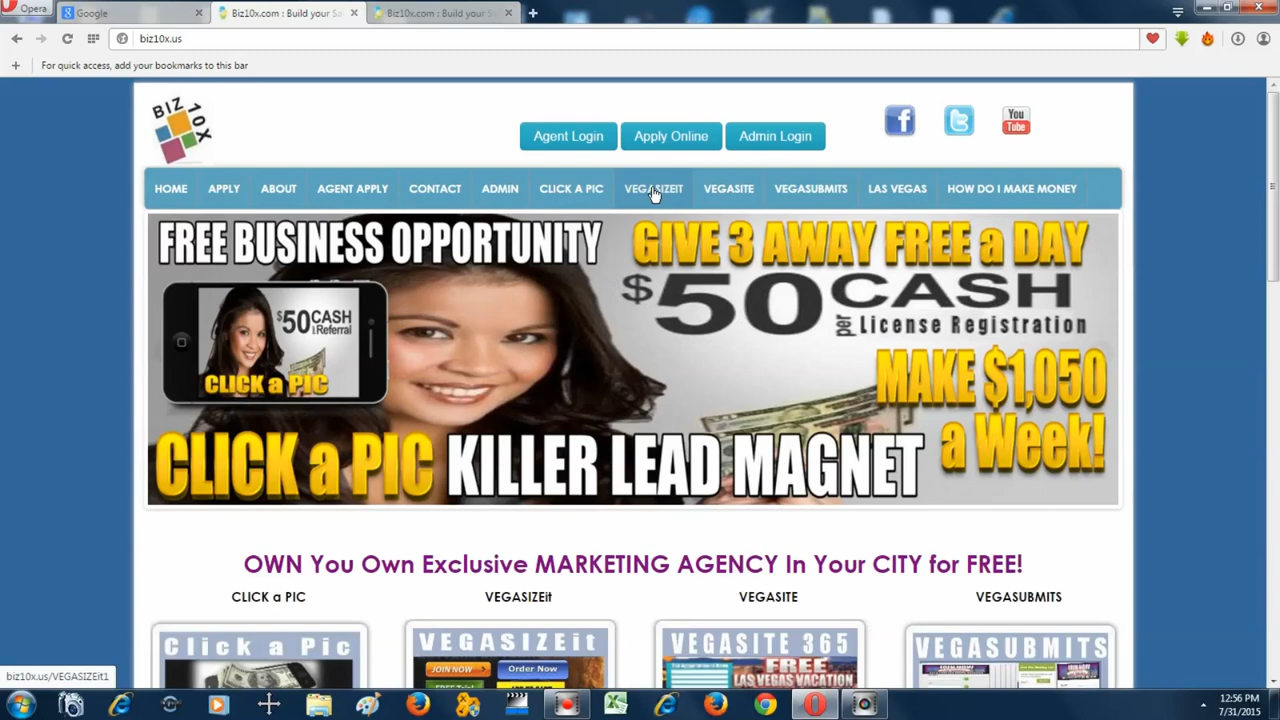 Opera
Google
Biz10x.com : Build your Sa
Biz10x.com : Build your Sa
biz10x.us
For quick access, add your bookmarks to this bar
BIZ 10X
Agent Login
Apply Online
Admin Login
You Tube
HOME
APPLY
ABOUT
AGENT APPLY
CONTACT
ADMIN
CLICK A PIC
VEGASIZEIT
VEGASITE
VEGASUBMITS
LAS VEGAS
HOW DO I MAKE MONEY
FREE BUSINESS OPPORTUNITY
GIVE 3 AWAY FREE a DAY
$50 CASH
per License Registration
$50 CASH
Referral
CLICK a PIC
MAKE $1,050
a Week!
CLICK a PIC KILLER LEAD MAGNET
OWN You Own Exclusive MARKETING AGENCY In Your CITY for FREE!
CLICK a PIC
VEGASIZEit
VEGASITE
VEGASUBMITS
Click a Pic
VEGASIZEit
JOIN NOW
Order Now
VEGASITE 365
FREE
LAS VEGAS VACATION
VEGASUBMITS
biz10x.us/VEGASIZEit1
12:56 PM
7/31/2015